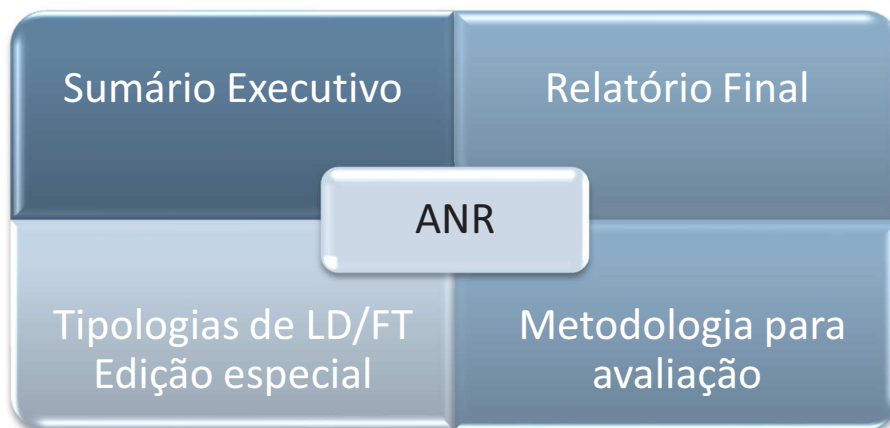 Sumário Executivo
Relatório Final
ANR
Tipologias de LD/FT
Edição especial
Metodologia para
avaliação